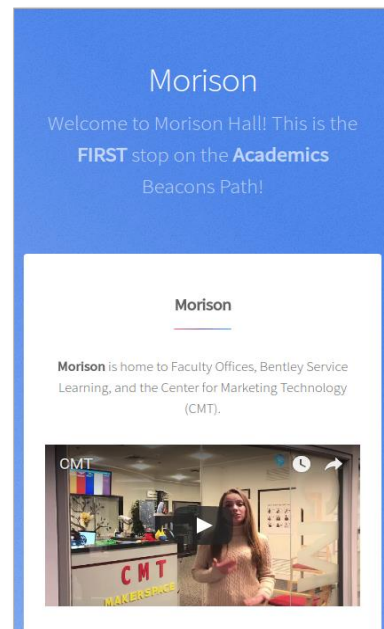 Morison
Welcome to Morison Hall! This is the
FIRST stop on the Academics
Beacons Path!
Morison
Morison is home to Faculty Offices, Bentley Service
Learning, and the Center for Marketing Technology
(CMT).
CMT
CMT
MAKERSPACE